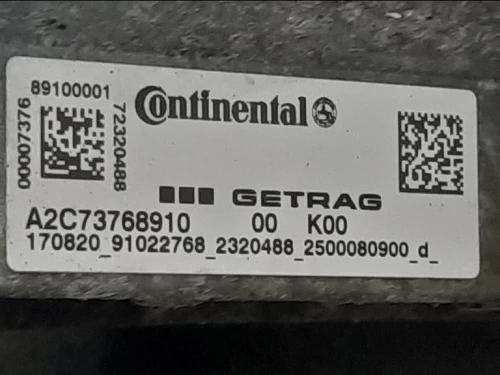 89100001
00007376
72320488
Continental
GETRAG
A2C73768910 00 K00
170820_91022768_2320488_2500080900_d_